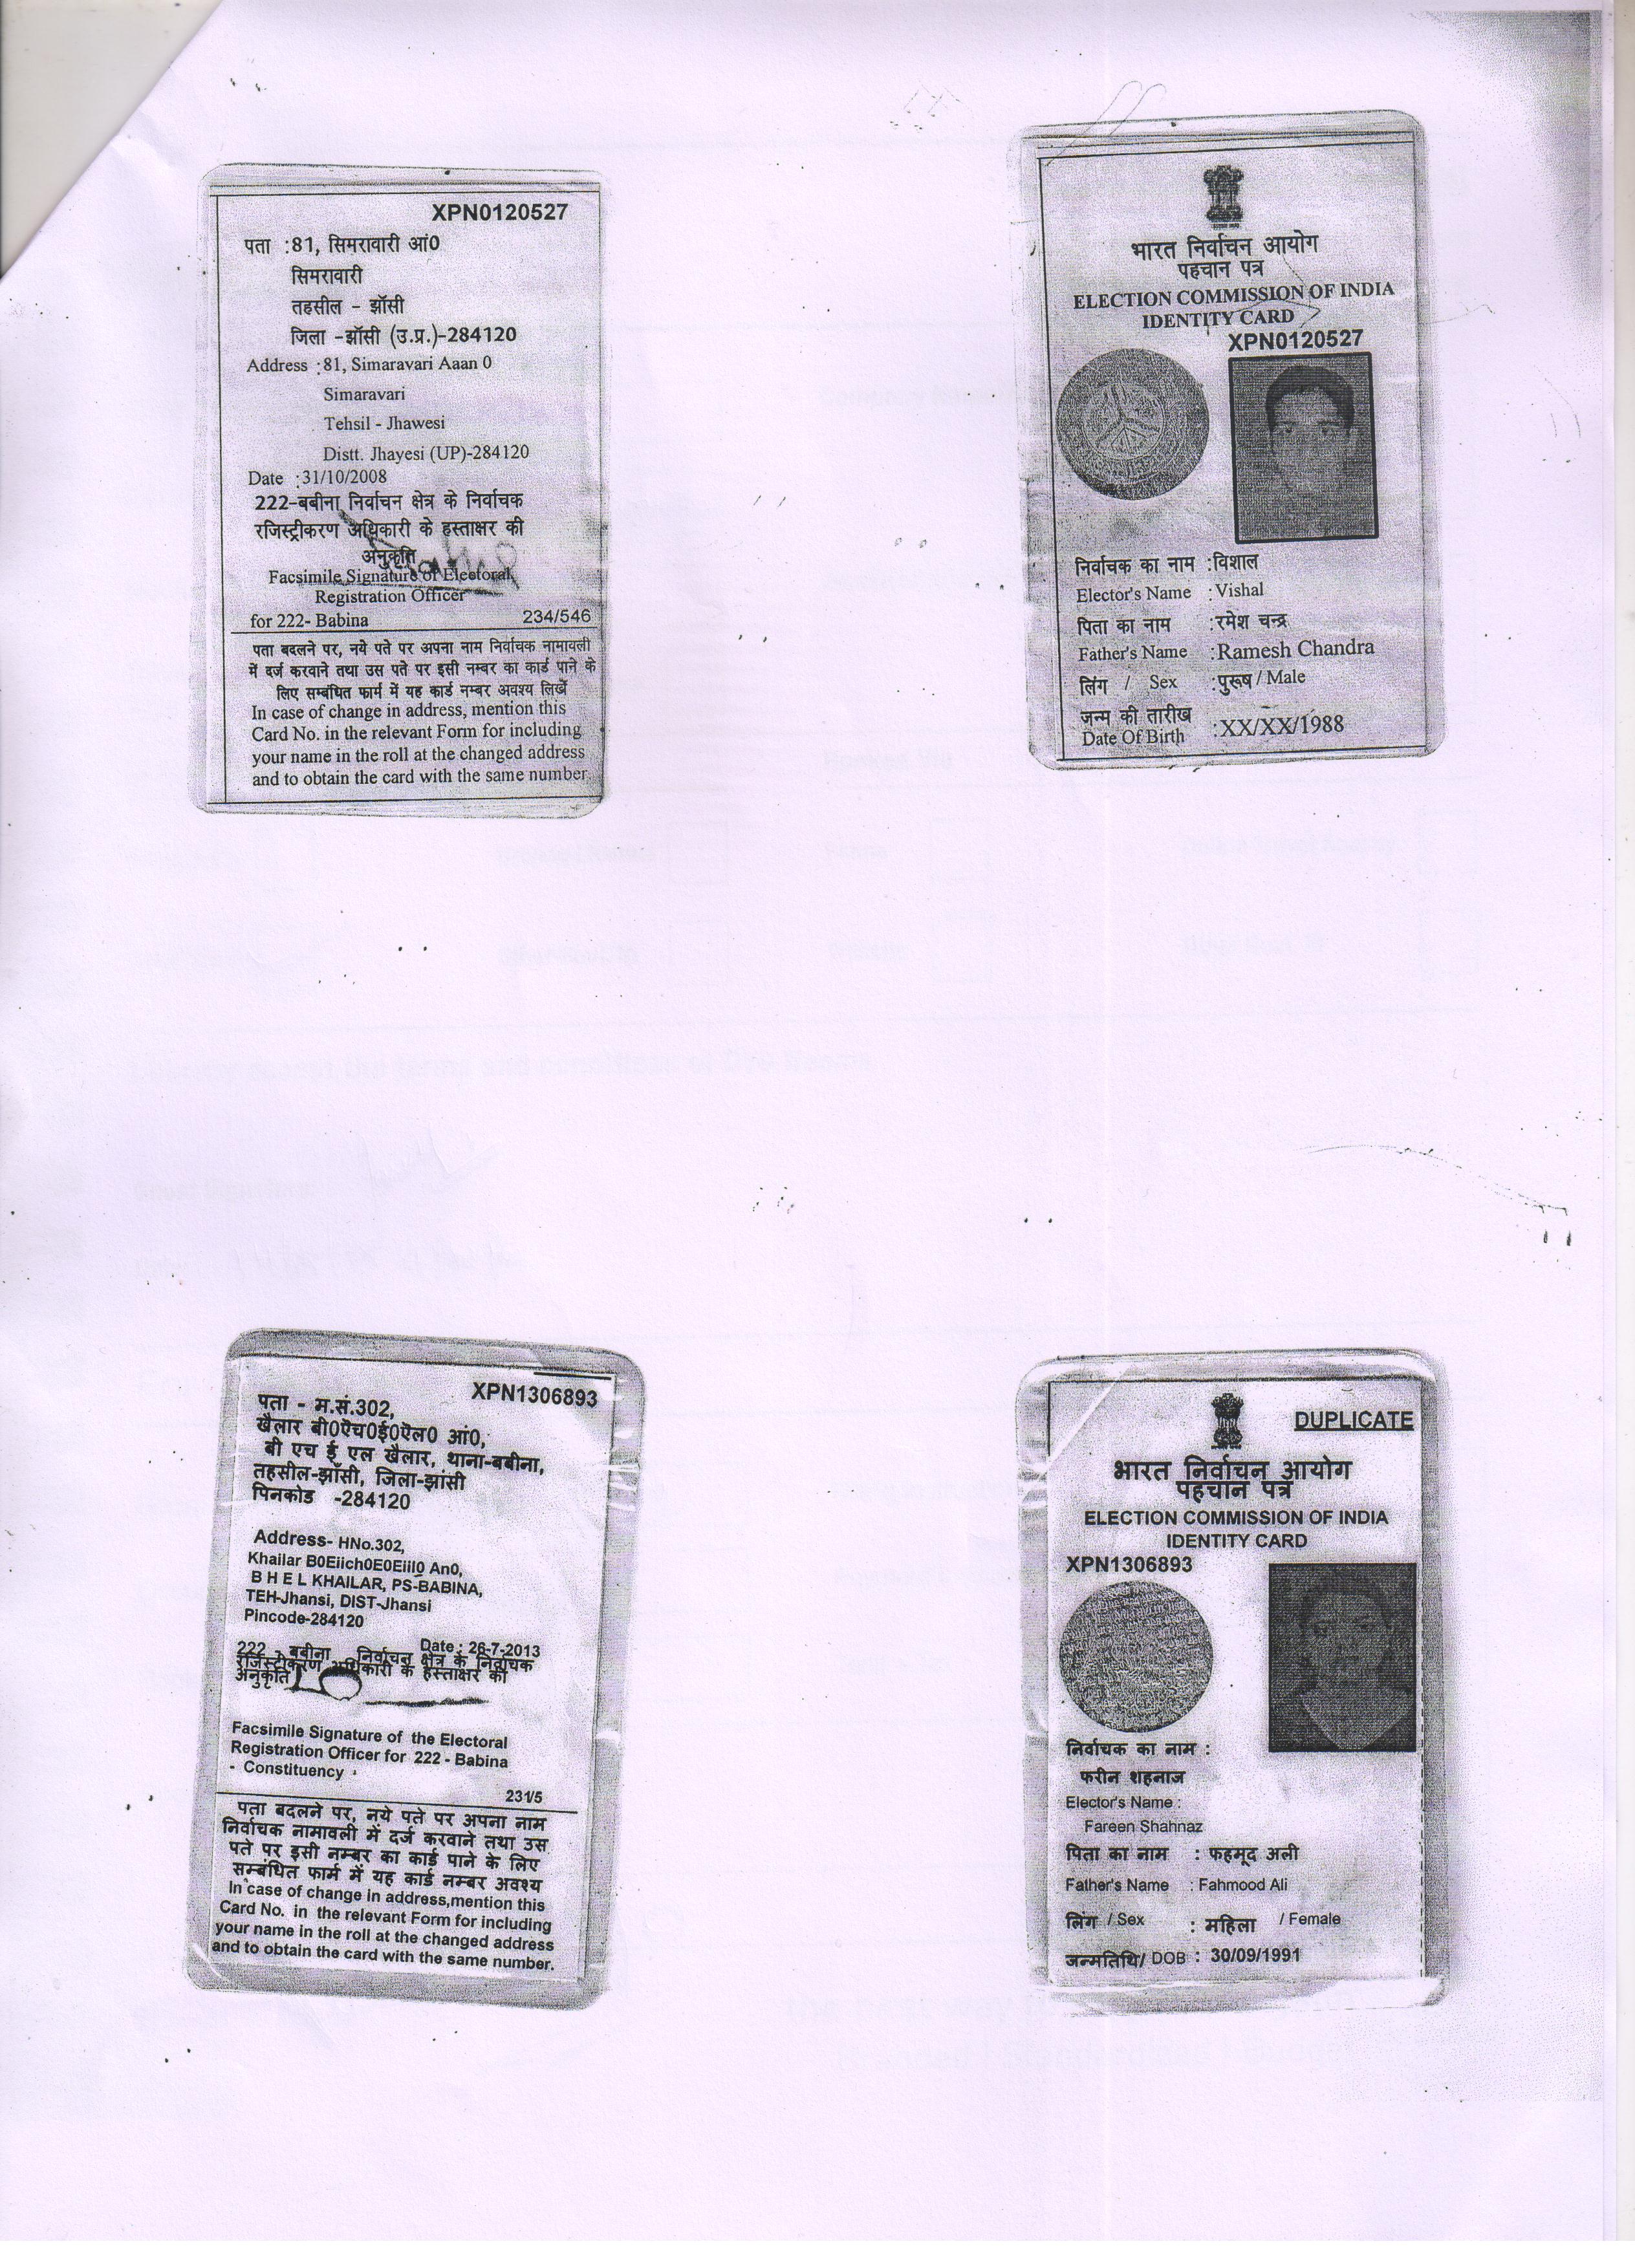 XPN0120527
पता :81, सिमरावारी आं0
सिमरावारी
तहसील - झाॅसी
जिला -झाॅसी (उ.प्र.)-284120
Address :81, Simaravari Aaan 0
Simaravari
Tehsil - Jhawesi
Distt. Jhayesi (UP)-284120
Date :31/10/2008
222-बबीना निर्वाचन क्षेत्र के निर्वाचक
रजिस्ट्रीकरण अधिकारी के हस्ताक्षर की
अनुकृति
Facsimile Signature of Electoral
Registration Officer
for 222- Babina 234/546
पता बदलने पर, नये पते पर अपना नाम निर्वाचक नामावली
में दर्ज करवाने तथा उस पते पर इसी नम्बर का कार्ड पाने के
लिए सम्बंधित फार्म में यह कार्ड नम्बर अवश्य लिखें
In case of change in address, mention this
Card No. in the relevant Form for including
your name in the roll at the changed address
and to obtain the card with the same number
भारत निर्वाचन आयोग
पहचान पत्र
ELECTION COMMISSION OF INDIA
IDENTITY CARD
XPN0120527
निर्वाचक का नाम :विशाल
Elector's Name :Vishal
पिता का नाम :रमेश चन्द्र
Father's Name :Ramesh Chandra
लिंग / Sex :पुरूष / Male
जन्म की तारीख
Date Of Birth :XX/XX/1988
XPN1306893
पता - म.सं.302,
खैलार बी0ऐच0ई0ऐल0 आं0,
बी एच ई एल खैलार, थाना-बबीना,
तहसील-झाँसी, जिला-झांसी
पिनकोड -284120
Address- HNo.302,
Khailar B0Eiich0E0Eiil0 An0,
B H E L KHAILAR, PS-BABINA,
TEH-Jhansi, DIST-Jhansi
Pincode-284120
Date : 26-7-2013
222 - बबीना निर्वाचन क्षेत्र के निर्वाचक
रजिस्ट्रीकरण अधिकारी के हस्ताक्षर की
अनुकृति
Facsimile Signature of the Electoral
Registration Officer for 222 - Babina
- Constituency
231/5
पता बदलने पर, नये पते पर अपना नाम
निर्वाचक नामावली में दर्ज करवाने तथा उस
पते पर इसी नम्बर का कार्ड पाने के लिए
सम्बंधित फार्म में यह कार्ड नम्बर अवश्य
In case of change in address,mention this
Card No. in the relevant Form for including
your name in the roll at the changed address
and to obtain the card with the same number.
DUPLICATE
भारत निर्वाचन आयोग
पहचान पत्र
ELECTION COMMISSION OF INDIA
IDENTITY CARD
XPN1306893
निर्वाचक का नाम :
फरीन शहनाज
Elector's Name :
Fareen Shahnaz
पिता का नाम : फहमूद अली
Father's Name : Fahmood Ali
लिंग / Sex : महिला / Female
जन्मतिथि/ DOB : 30/09/1991